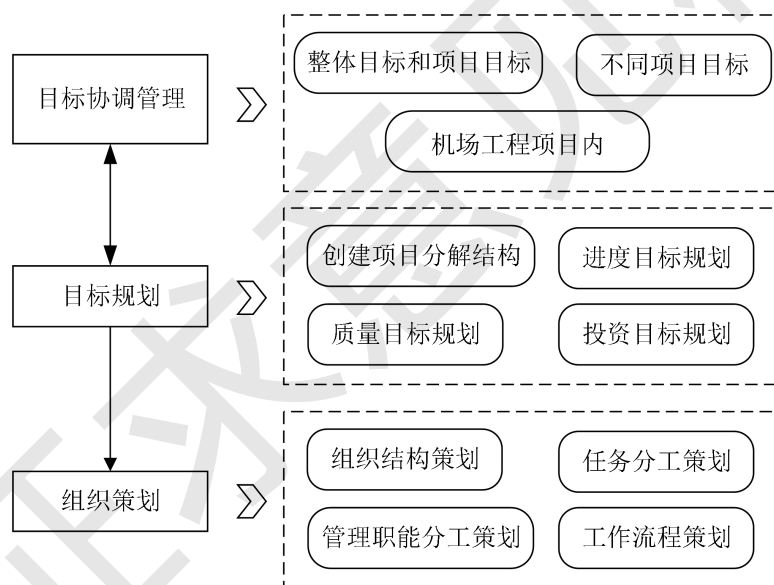 目标协调管理
整体目标和项目目标
不同项目目标
机场工程项目内
目标规划
创建项目分解结构
进度目标规划
质量目标规划
投资目标规划
组织策划
组织结构策划
任务分工策划
管理职能分工策划
工作流程策划
征求意见